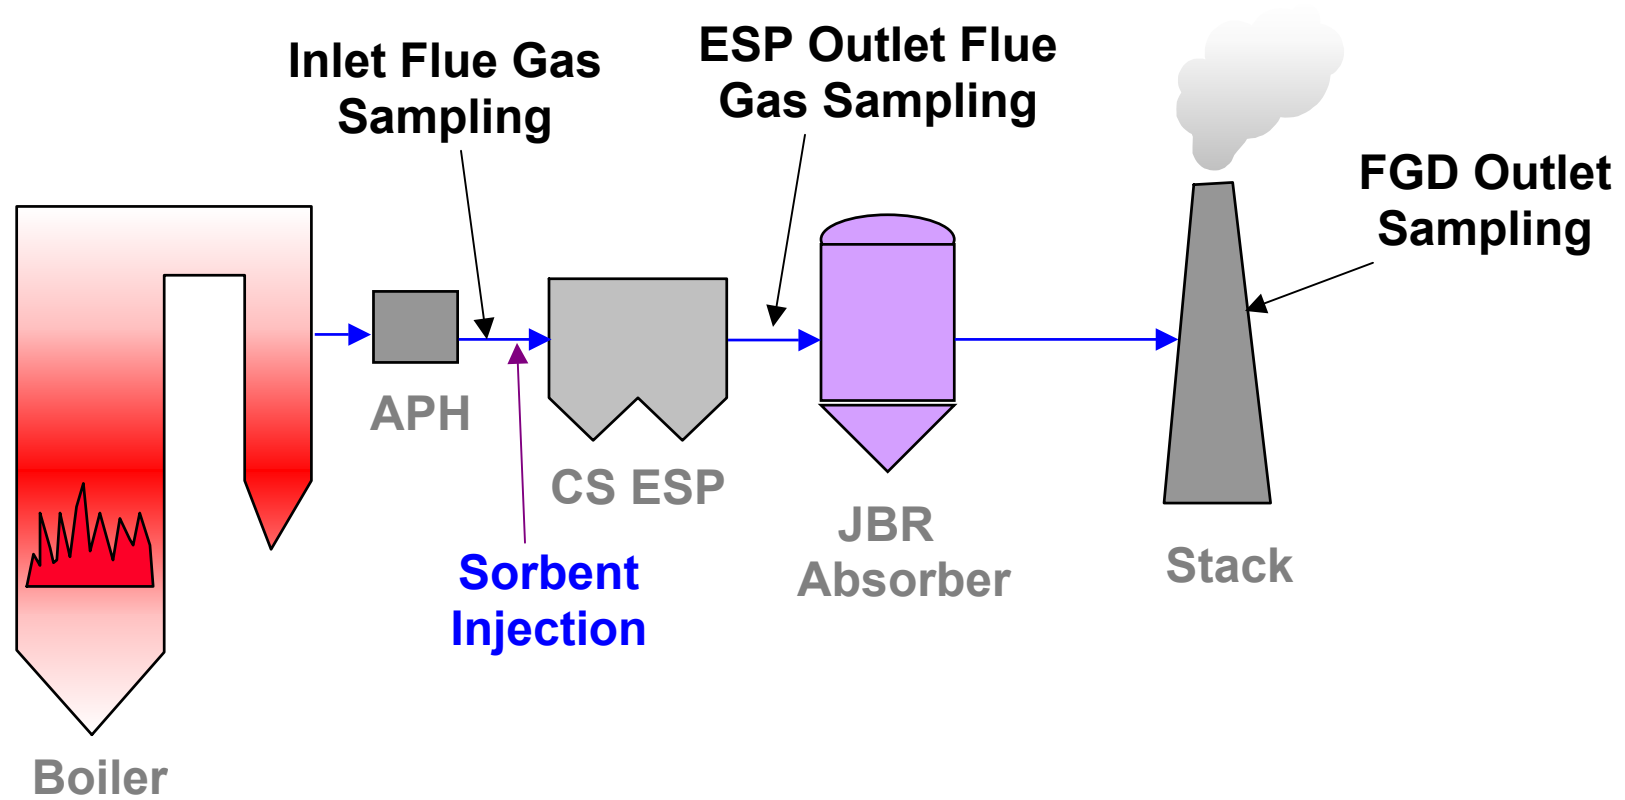 Inlet Flue Gas
Sampling
ESP Outlet Flue
Gas Sampling
FGD Outlet
Sampling
APH
CS ESP
JBR
Absorber
Stack
Sorbent
Injection
Boiler